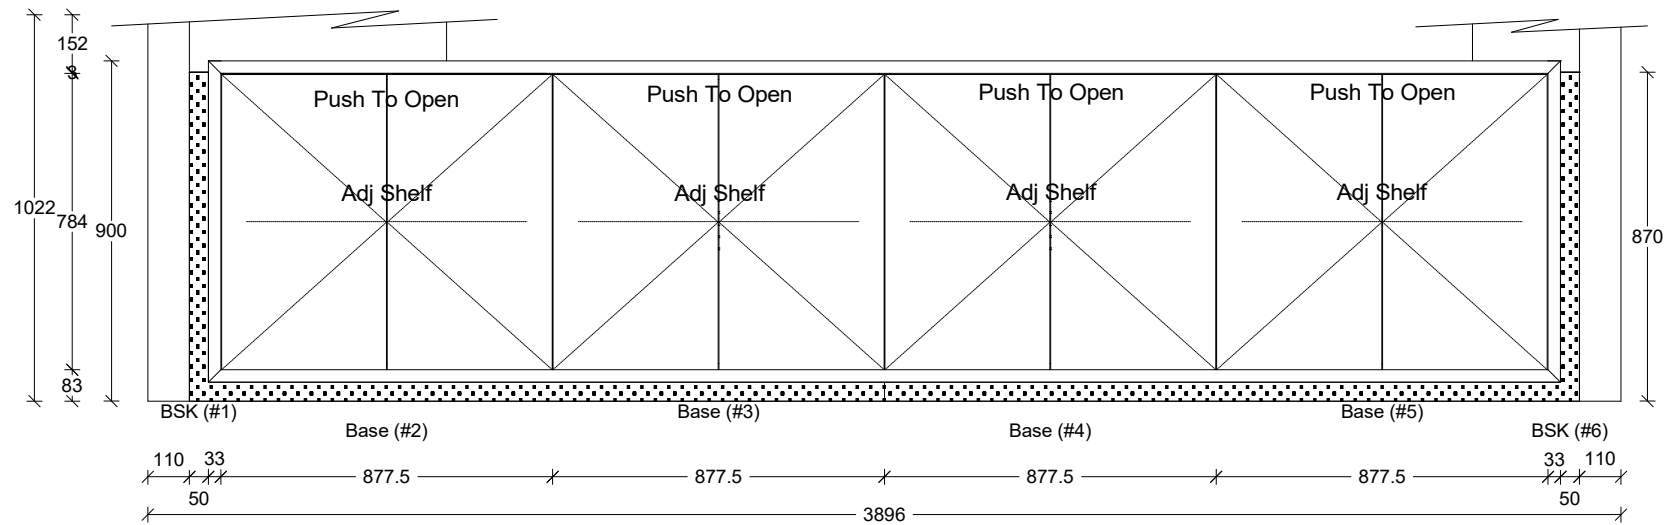 152
Push To Open
Push To Open
Push To Open
Push To Open
Adj Shelf
Adj Shelf
Adj Shelf
Adj Shelf
1022
784
900
870
83
BSK (#1)
Base (#2)
Base (#3)
Base (#4)
Base (#5)
BSK (#6)
110
33
50
877.5
877.5
877.5
877.5
33
110
50
3896